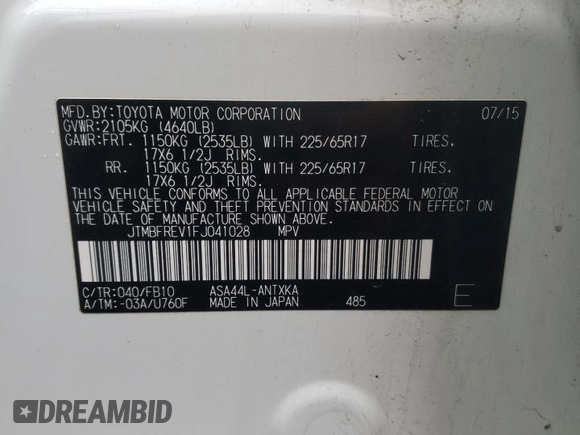 MFD.BY:TOYOTA MOTOR CORPORATION 07/15
GVWR:2105KG (4640LB)
GAWR:FRT. 1150KG (2535LB) WITH 225/65R17 TIRES.
17X6 1/2J RIMS.
RR. 1150KG (2535LB) WITH 225/65R17 TIRES.
17X6 1/2J RIMS.
THIS VEHICLE CONFORMS TO ALL APPLICABLE FEDERAL MOTOR
VEHICLE SAFETY AND THEFT PREVENTION STANDARDS IN EFFECT ON
THE DATE OF MANUFACTURE SHOWN ABOVE.
JTMBFREV1FJ041028 MPV
C/TR:040/FB10 ASA44L-ANTXKA
A/TM:-03A/U760F MADE IN JAPAN 485 E
DREAMBID